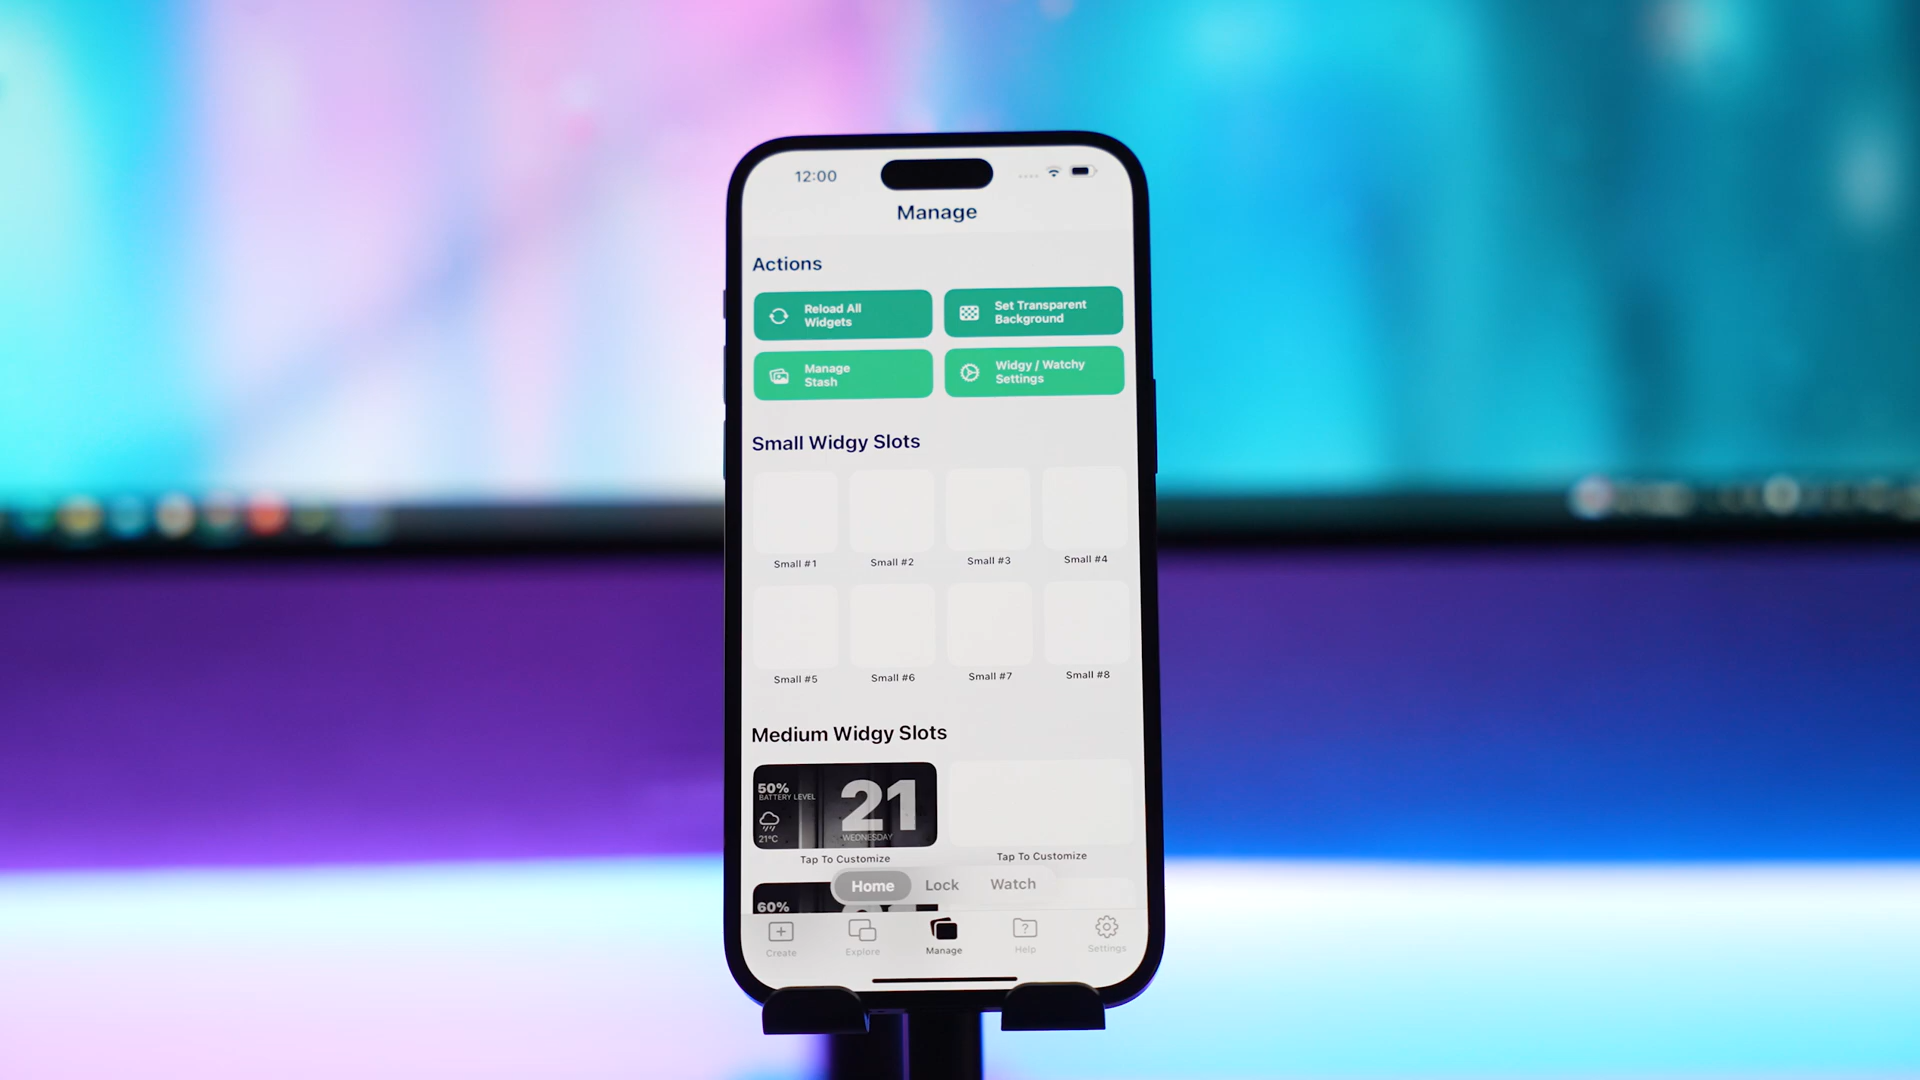 12:00
Manage
Actions
Reload All
Widgets
Set Transparent
Background
Manage
Stash
Widgy / Watchy
Settings
Small Widgy Slots
Small #1
Small #2
Small #3
Small #4
Small #5
Small #6
Small #7
Small #8
Medium Widgy Slots
50%
BATTERY LEVEL
21°C
21
WEDNESDAY
Tap To Customize
Tap To Customize
60%
Home
Lock
Watch
Create
Explore
Manage
Help
Settings